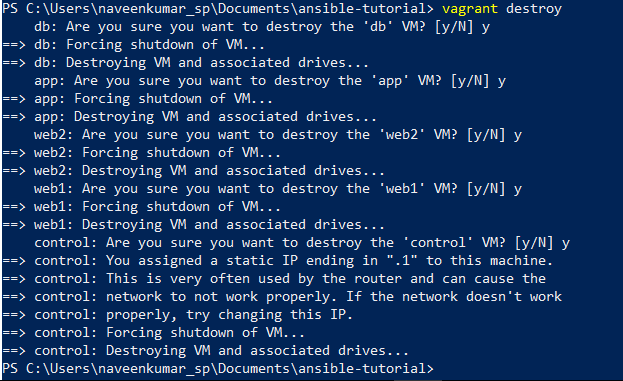 PS C:\Users\naveenkumar_sp\Documents\ansible-tutorial> vagrant destroy
    db: Are you sure you want to destroy the 'db' VM? [y/N] y
==> db: Forcing shutdown of VM...
==> db: Destroying VM and associated drives...
    app: Are you sure you want to destroy the 'app' VM? [y/N] y
==> app: Forcing shutdown of VM...
==> app: Destroying VM and associated drives...
    web2: Are you sure you want to destroy the 'web2' VM? [y/N] y
==> web2: Forcing shutdown of VM...
==> web2: Destroying VM and associated drives...
    web1: Are you sure you want to destroy the 'web1' VM? [y/N] y
==> web1: Forcing shutdown of VM...
==> web1: Destroying VM and associated drives...
    control: Are you sure you want to destroy the 'control' VM? [y/N] y
==> control: You assigned a static IP ending in ".1" to this machine.
==> control: This is very often used by the router and can cause the
==> control: network to not work properly. If the network doesn't work
==> control: properly, try changing this IP.
==> control: Forcing shutdown of VM...
==> control: Destroying VM and associated drives...
PS C:\Users\naveenkumar_sp\Documents\ansible-tutorial>